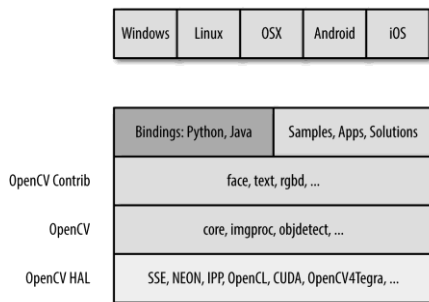 Windows Linux OSX Android iOS
Bindings: Python, Java Samples, Apps, Solutions
OpenCV Contrib face, text, rgbd, ...
OpenCV core, imgproc, objdetect, ...
OpenCV HAL SSE, NEON, IPP, OpenCL, CUDA, OpenCV4Tegra, ...